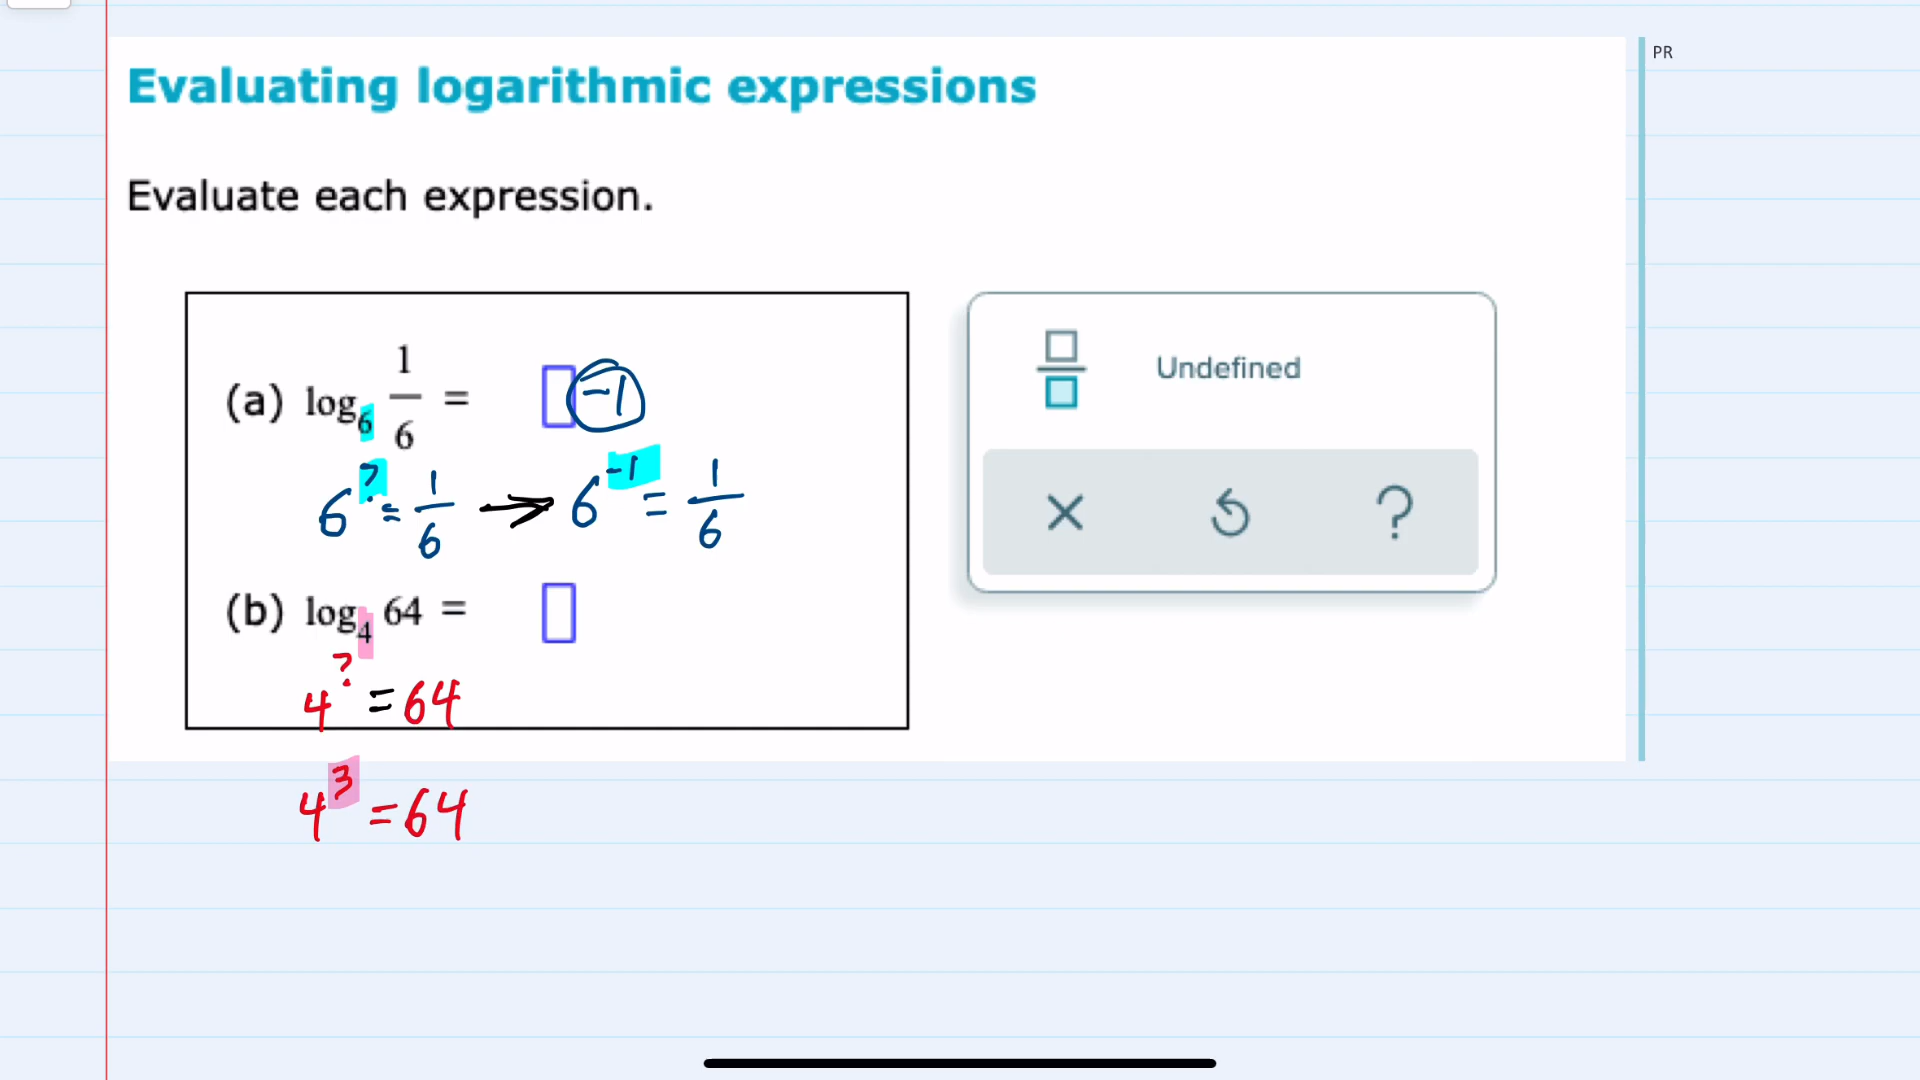 PR
Evaluating logarithmic expressions
Evaluate each expression.
(a) log₆ 1/6 = -1
6^? = 1/6 → 6^-1 = 1/6
(b) log₄ 64 =
4^? = 64
4^3 = 64
Undefined
× ?